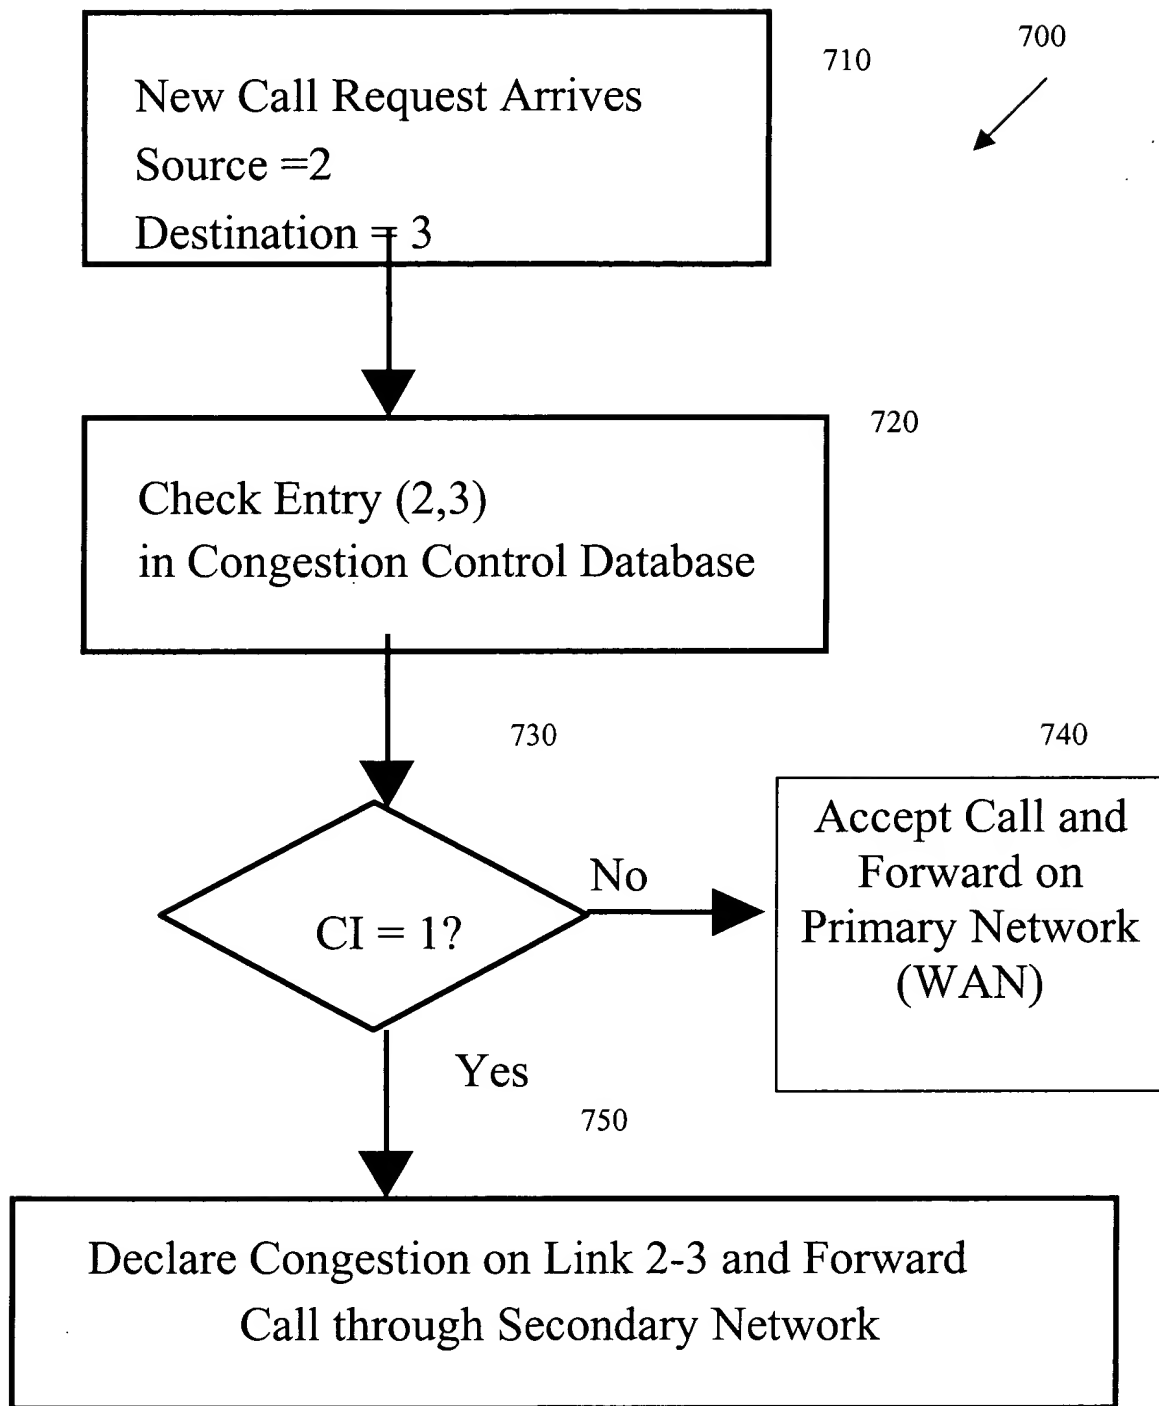 700
710
New Call Request Arrives
Source =2
Destination = 3
720
Check Entry (2,3)
in Congestion Control Database
730
CI = 1?
No
740
Accept Call and
Forward on
Primary Network
(WAN)
Yes
750
Declare Congestion on Link 2-3 and Forward
Call through Secondary Network